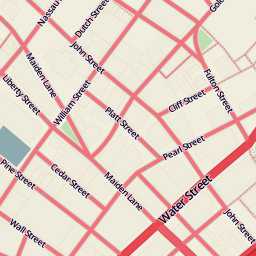 Nassau
Dutch Street
Gol
John Street
Maiden Lane
Liberty Street
William Street
Fulton Street
Cliff Street
Platt Street
Pearl Street
Pine Street
Cedar Street
Maiden Lane
Water Street
John Street
Wall Street